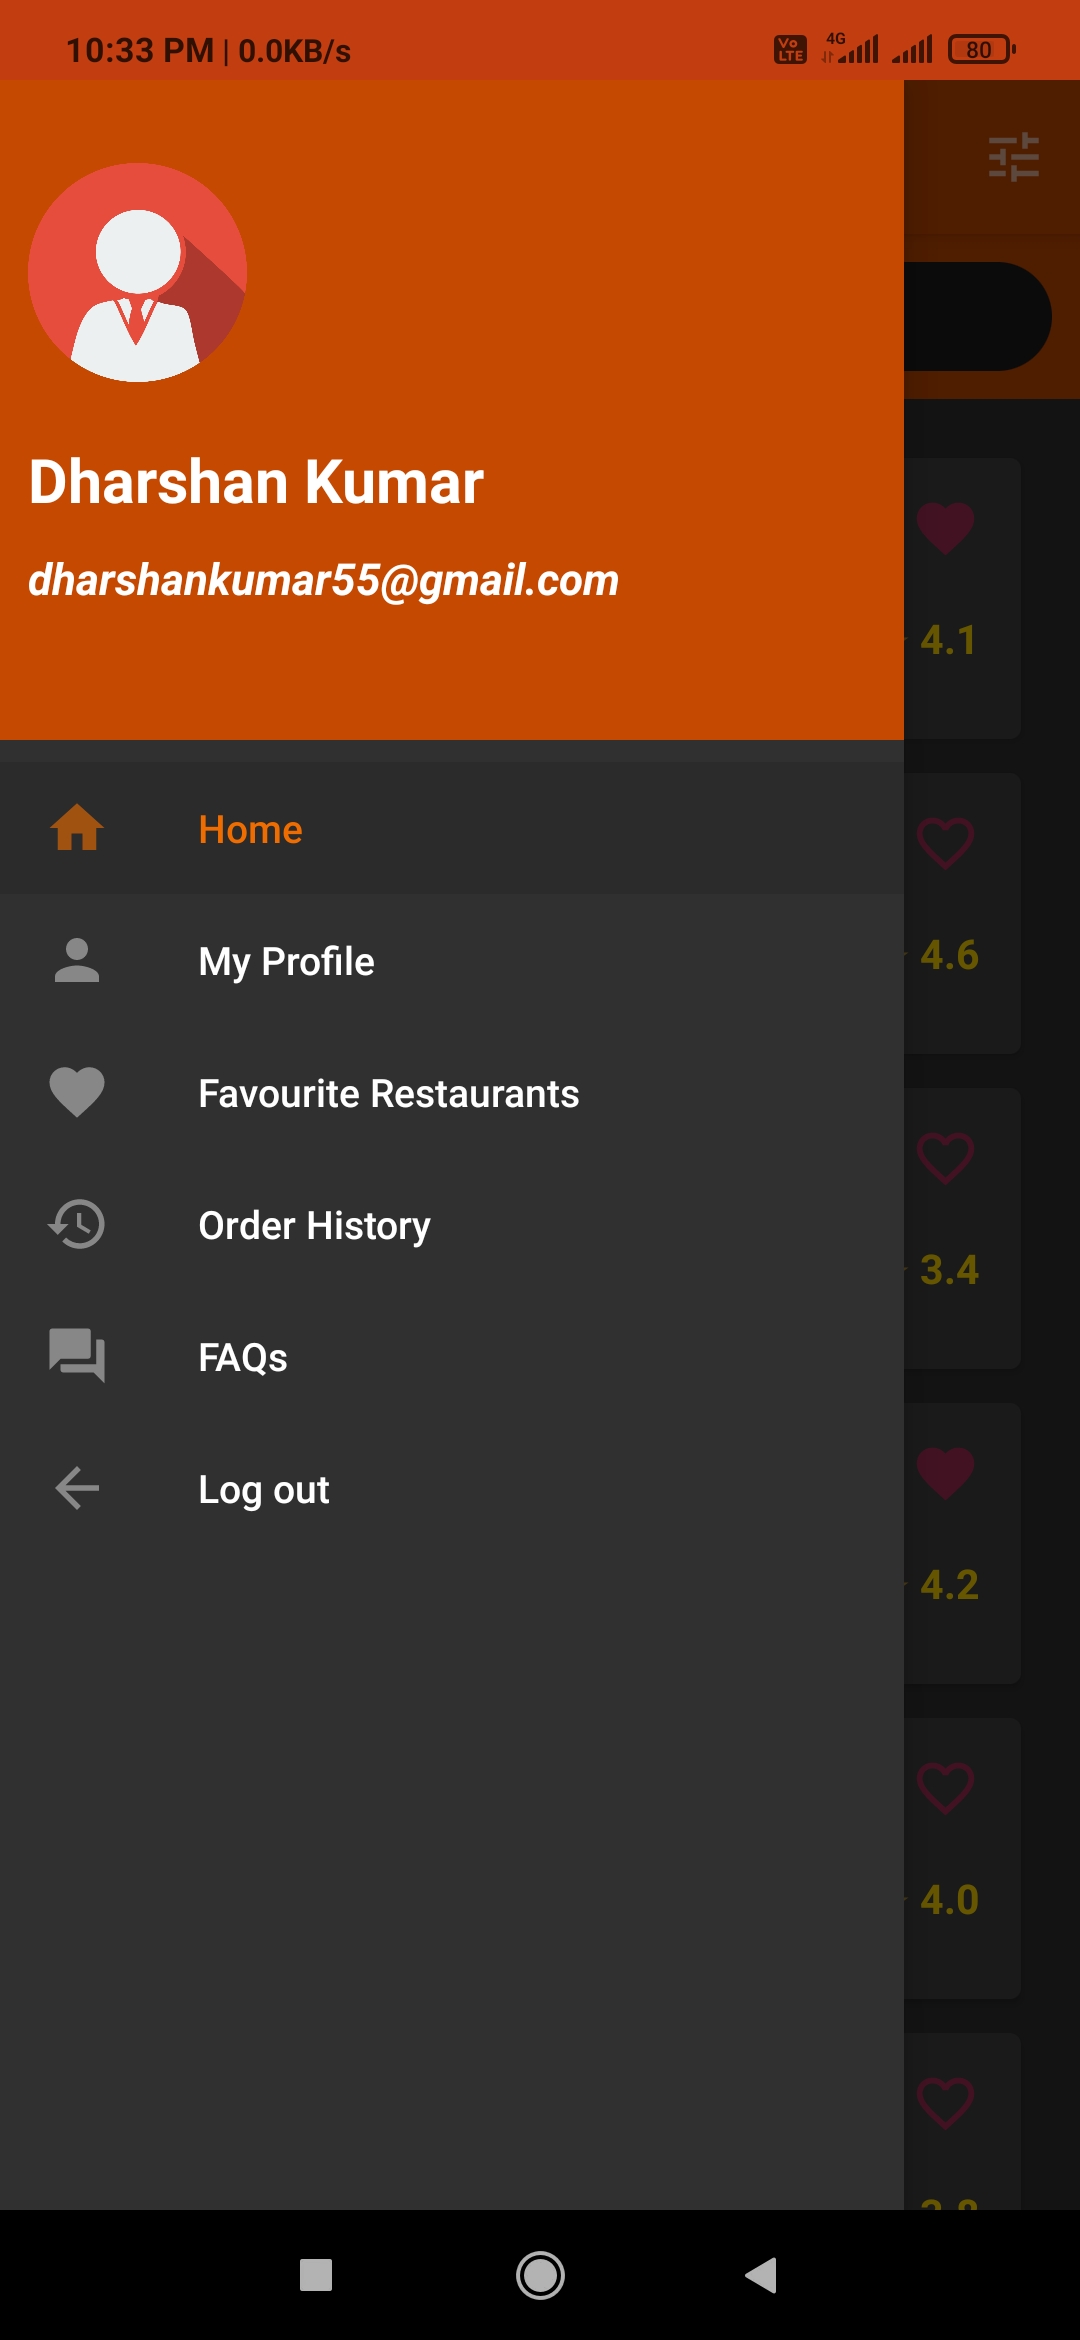 10:33 PM | 0.0KB/s Vo LTE 4G 80
Dharshan Kumar
dharshankumar55@gmail.com
4.1
Home
4.6
My Profile
Favourite Restaurants
3.4
Order History
FAQs
Log out
4.2
4.0